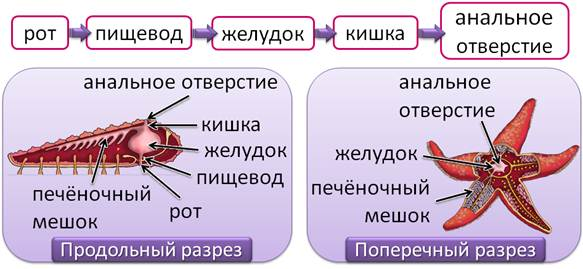 рот
пищевод
желудок
кишка
анальное
отверстие
анальное отверстие
кишка
желудок
пищевод
рот
печёночный
мешок
Продольный разрез
анальное
отверстие
желудок
печёночный
мешок
Поперечный разрез